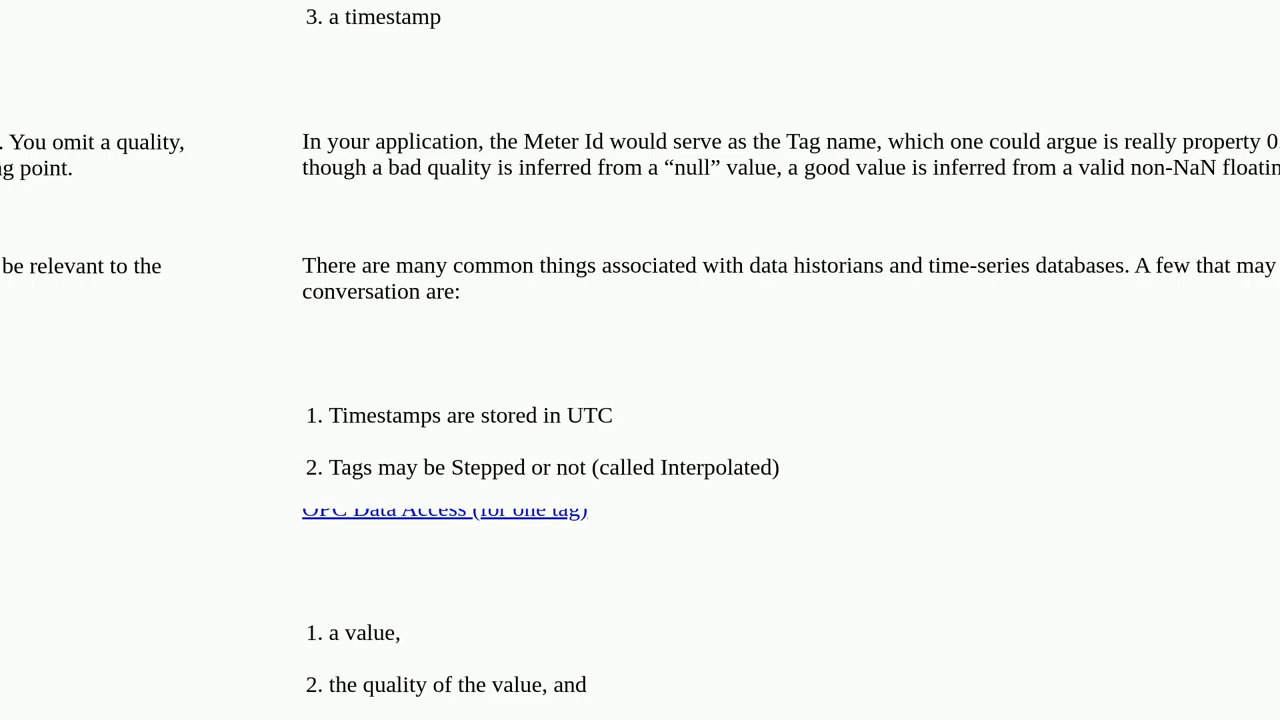 3. a timestamp
. You omit a quality,
g point.
In your application, the Meter Id would serve as the Tag name, which one could argue is really property 0
though a bad quality is inferred from a “null” value, a good value is inferred from a valid non-NaN floatin
be relevant to the
There are many common things associated with data historians and time-series databases. A few that may
conversation are:
1. Timestamps are stored in UTC
2. Tags may be Stepped or not (called Interpolated)
OPC Data Access (for one tag)
1. a value,
2. the quality of the value, and